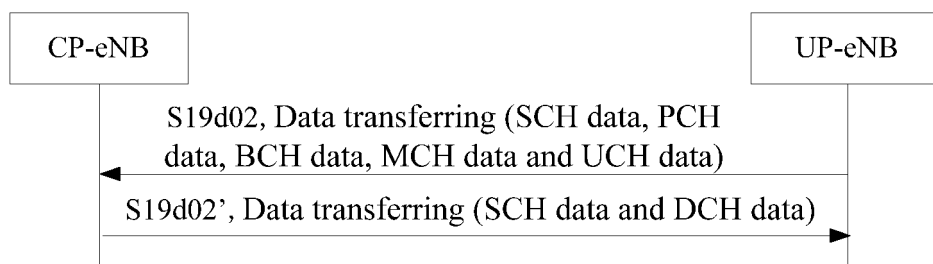 CP-eNB
UP-eNB
S19d02, Data transferring (SCH data, PCH
data, BCH data, MCH data and UCH data)
S19d02’, Data transferring (SCH data and DCH data)